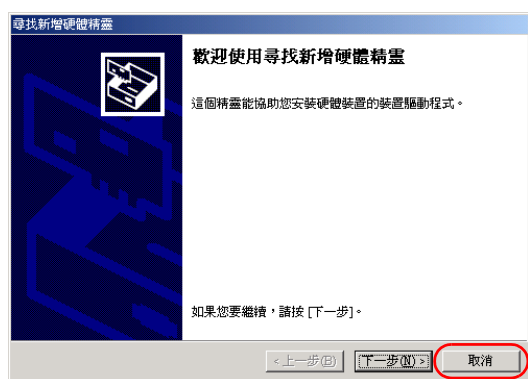 尋找新增硬體精靈
歡迎使用尋找新增硬體精靈
這個精靈能協助您安裝硬體裝置的裝置驅動程式。
如果您要繼續，請按 [下一步]。
<上一步(B) 下一步(N)> 取消